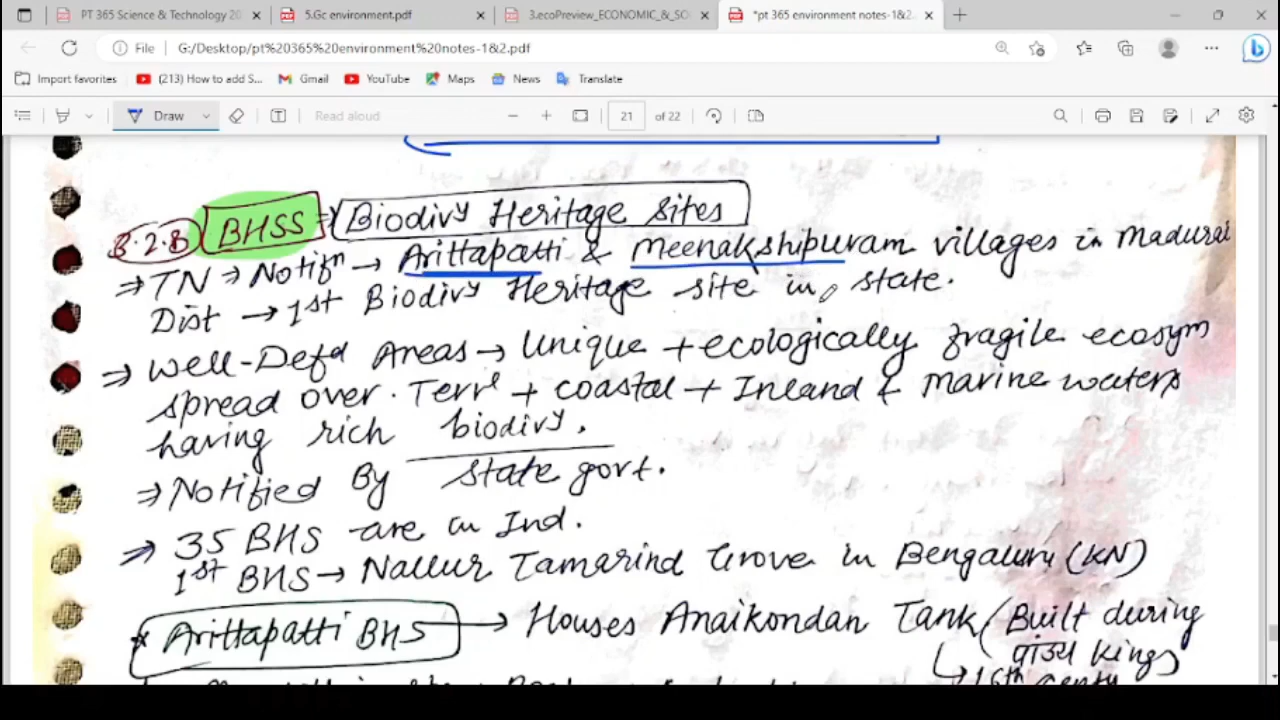 PT 365 Science & Technology 20
5.Gc environment.pdf
3.ecoPreview_ECONOMIC_&_SO
*pt 365 environment notes-1&2.
File G:/Desktop/pt%20365%20environment%20notes-1&2.pdf
Import favorites (213) How to add S... Gmail YouTube Maps News Translate
Draw Read aloud 21 of 22
8.2.B BHSS ⇒ Biodivy Heritage Sites
⇒ TN ⇒ Notifn → Arittapatti & Meenakshipuram villages in Madurai
Dist → 1st Biodivy Heritage site in state.
⇒ Well-Defd Areas → Unique + ecologically fragile ecosym
spread over. Terrl + coastal + Inland & marine waters
having rich biodivy.
⇒ Notified By state govt.
⇒ 35 BHS are in Ind.
1st BHS → Nallur Tamarind Grove in Bengaluru (KN)
* Arittapatti BHS → Houses Anaikondan Tank (Built during
पांड्य Kings
↳ 16th